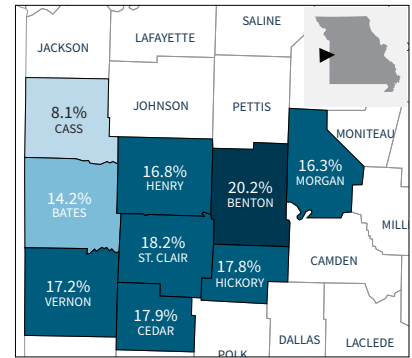 SALINE
JACKSON
LAFAYETTE
8.1%
CASS
JOHNSON
PETTIS
MONITEAU
16.8%
HENRY
16.3%
MORGAN
14.2%
BATES
20.2%
BENTON
MILL
18.2%
ST. CLAIR
17.8%
HICKORY
CAMDEN
17.2%
VERNON
17.9%
CEDAR
POLK
DALLAS
LACLEDE